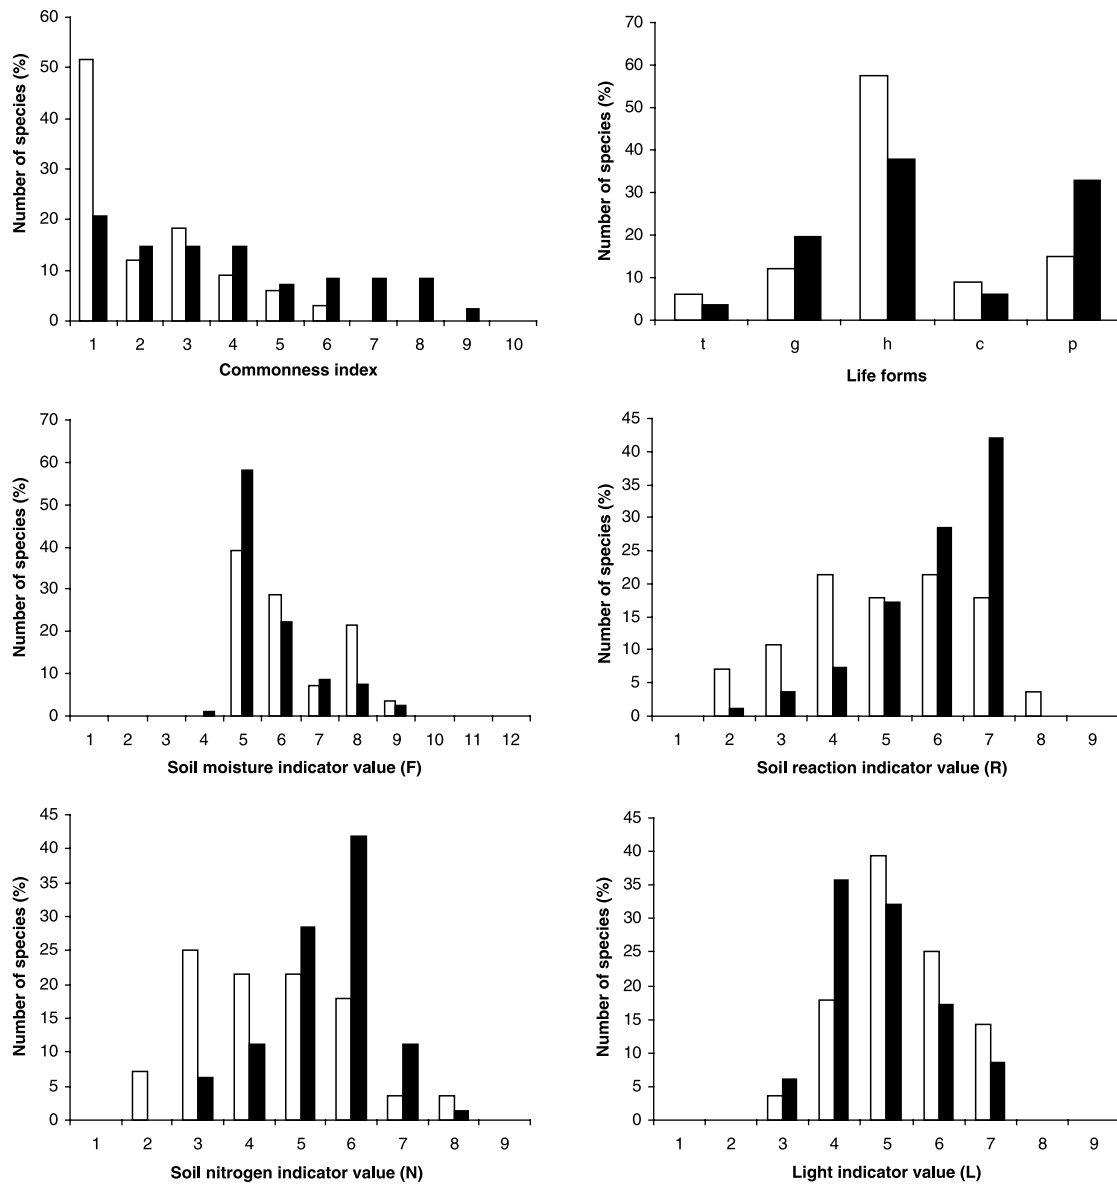 Number of species (%)
60
50
40
30
20
10
0
1 2 3 4 5 6 7 8 9 10
Commonness index
Number of species (%)
70
60
50
40
30
20
10
0
t g h c p
Life forms
Number of species (%)
70
60
50
40
30
20
10
0
1 2 3 4 5 6 7 8 9 10 11 12
Soil moisture indicator value (F)
Number of species (%)
45
40
35
30
25
20
15
10
5
0
1 2 3 4 5 6 7 8 9
Soil reaction indicator value (R)
Number of species (%)
45
40
35
30
25
20
15
10
5
0
1 2 3 4 5 6 7 8 9
Soil nitrogen indicator value (N)
Number of species (%)
45
40
35
30
25
20
15
10
5
0
1 2 3 4 5 6 7 8 9
Light indicator value (L)